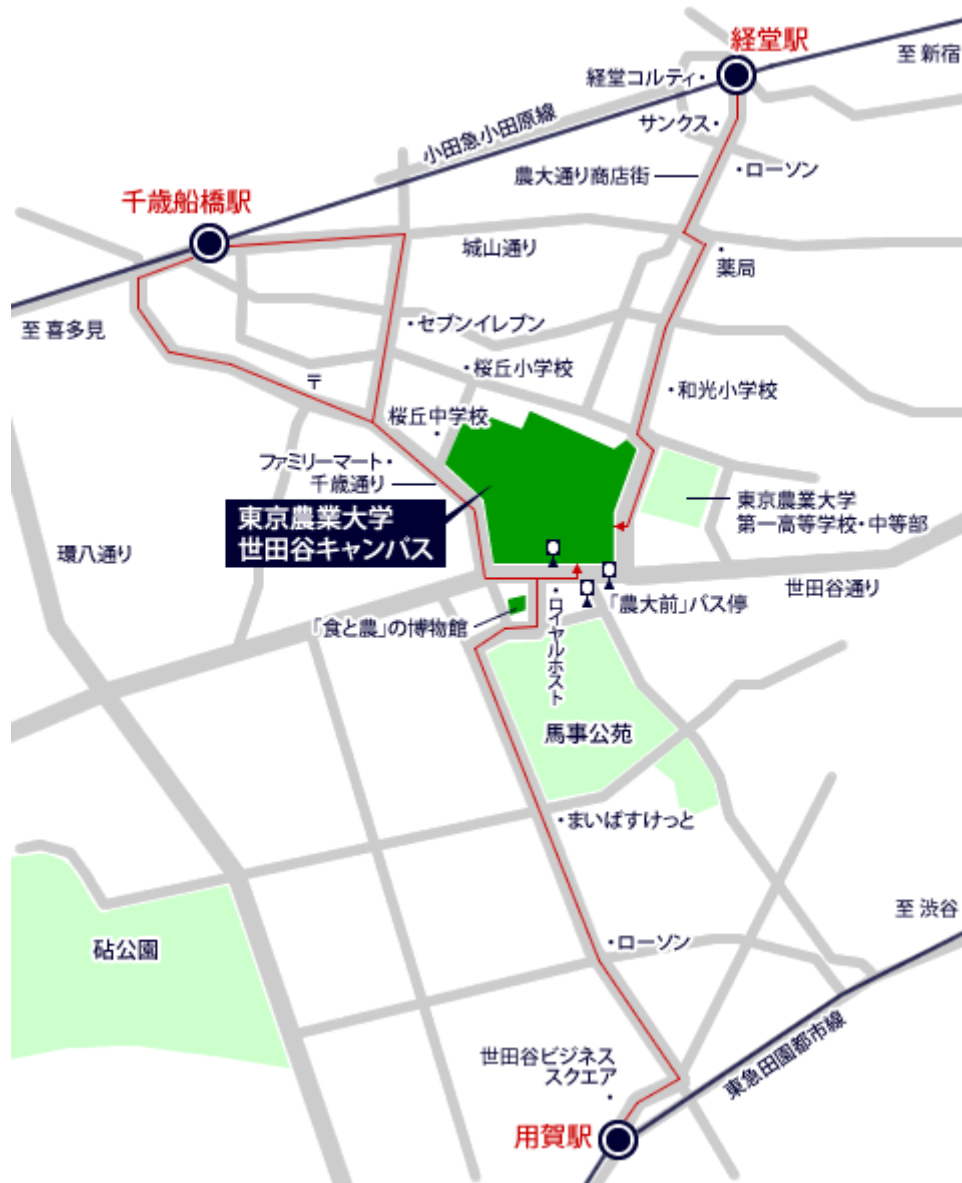 経堂駅
至 新宿
経堂コルティ
サンクス
小田急小田原線
ローソン
農大通り商店街
千歳船橋駅
城山通り
薬局
至 喜多見
セブンイレブン
桜丘小学校
〒
和光小学校
桜丘中学校
ファミリーマート
千歳通り
東京農業大学
世田谷キャンパス
東京農業大学
第一高等学校・中等部
環八通り
世田谷通り
「農大前」バス停
「食と農」の博物館
ロイヤルホスト
馬事公苑
まいばすけっと
至 渋谷
ローソン
砧公園
東急田園都市線
世田谷ビジネス
スクエア
用賀駅